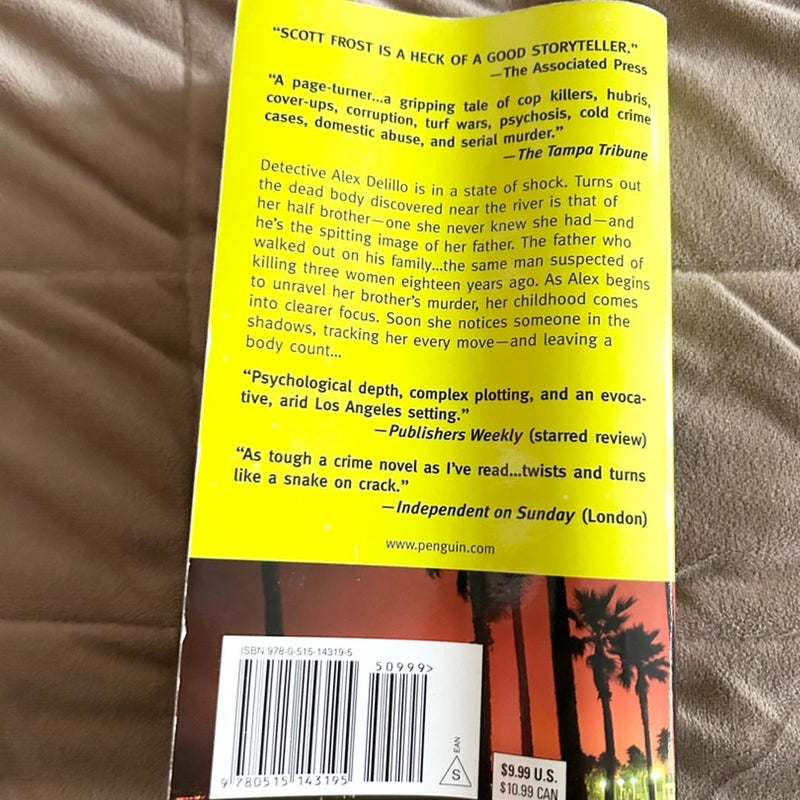 “SCOTT FROST IS A HECK OF A GOOD STORYTELLER.”
—The Associated Press
“A page-turner...a gripping tale of cop killers, hubris,
cover-ups, corruption, turf wars, psychosis, cold crime
cases, domestic abuse, and serial murder.”
—The Tampa Tribune
Detective Alex Delillo is in a state of shock. Turns out
the dead body discovered near the river is that of
her half brother—one she never knew she had—and
he’s the spitting image of her father. The father who
walked out on his family...the same man suspected of
killing three women eighteen years ago. As Alex begins
to unravel her brother’s murder, her childhood comes
into clearer focus. Soon she notices someone in the
shadows, tracking her every move—and leaving a
body count...
“Psychological depth, complex plotting, and an evoca-
tive, arid Los Angeles setting.”
—Publishers Weekly (starred review)
“As tough a crime novel as I’ve read...twists and turns
like a snake on crack.”
—Independent on Sunday (London)
www.penguin.com
ISBN 978-0-515-14319-5
50999>
9 780515 143195
EAN
S
$9.99 U.S.
$10.99 CAN